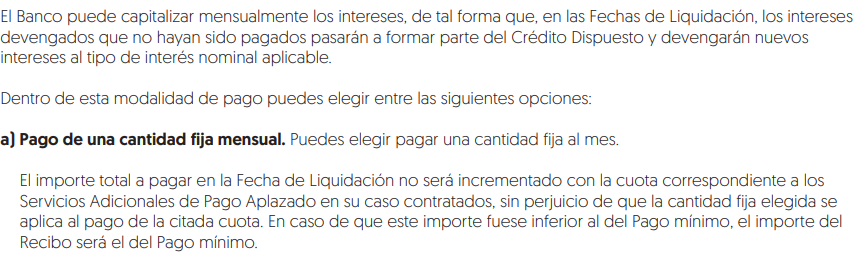 El Banco puede capitalizar mensualmente los intereses, de tal forma que, en las Fechas de Liquidación, los intereses
devengados que no hayan sido pagados pasarán a formar parte del Crédito Dispuesto y devengarán nuevos
intereses al tipo de interés nominal aplicable.
Dentro de esta modalidad de pago puedes elegir entre las siguientes opciones:
a) Pago de una cantidad fija mensual. Puedes elegir pagar una cantidad fija al mes.
El importe total a pagar en la Fecha de Liquidación no será incrementado con la cuota correspondiente a los
Servicios Adicionales de Pago Aplazado en su caso contratados, sin perjuicio de que la cantidad fija elegida se
aplica al pago de la citada cuota. En caso de que este importe fuese inferior al del Pago mínimo, el importe del
Recibo será el del Pago mínimo.